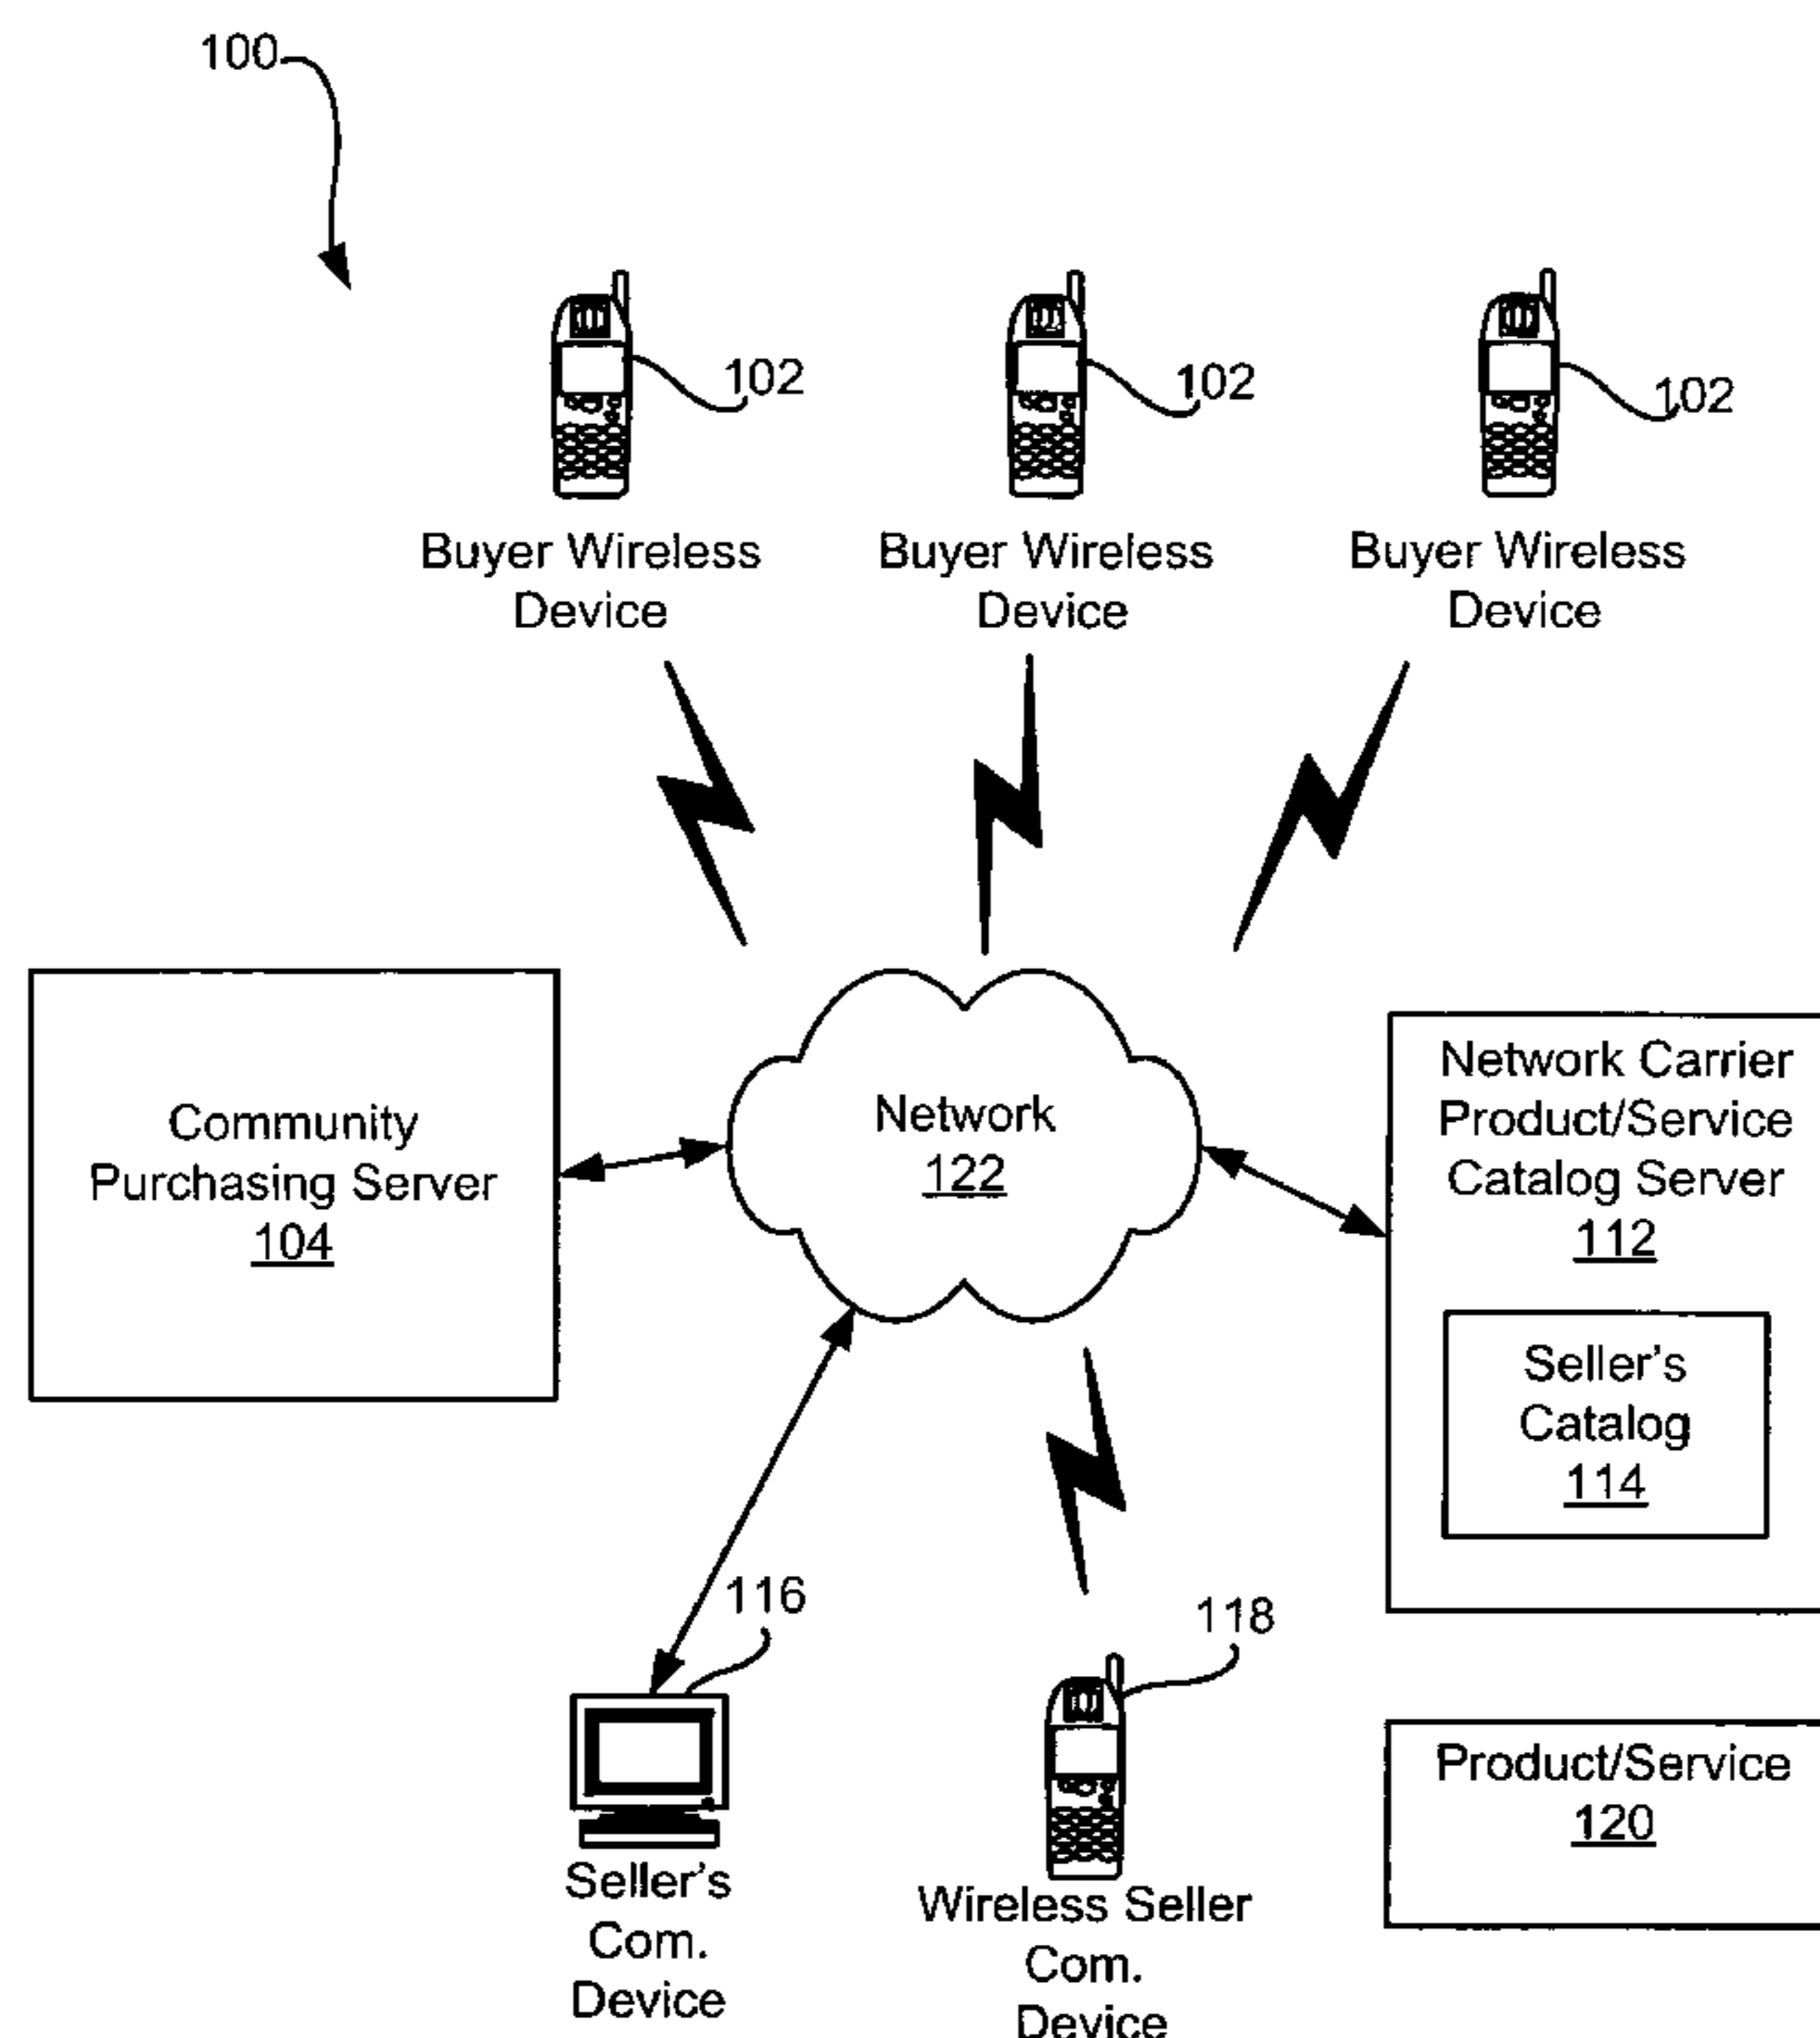 100
102
102
102
Buyer Wireless
Device
Buyer Wireless
Device
Buyer Wireless
Device
Community
Purchasing Server
104
Network
122
Network Carrier
Product/Service
Catalog Server
112
Seller's
Catalog
114
116
118
Seller's
Com.
Device
Wireless Seller
Com.
Device
Product/Service
120